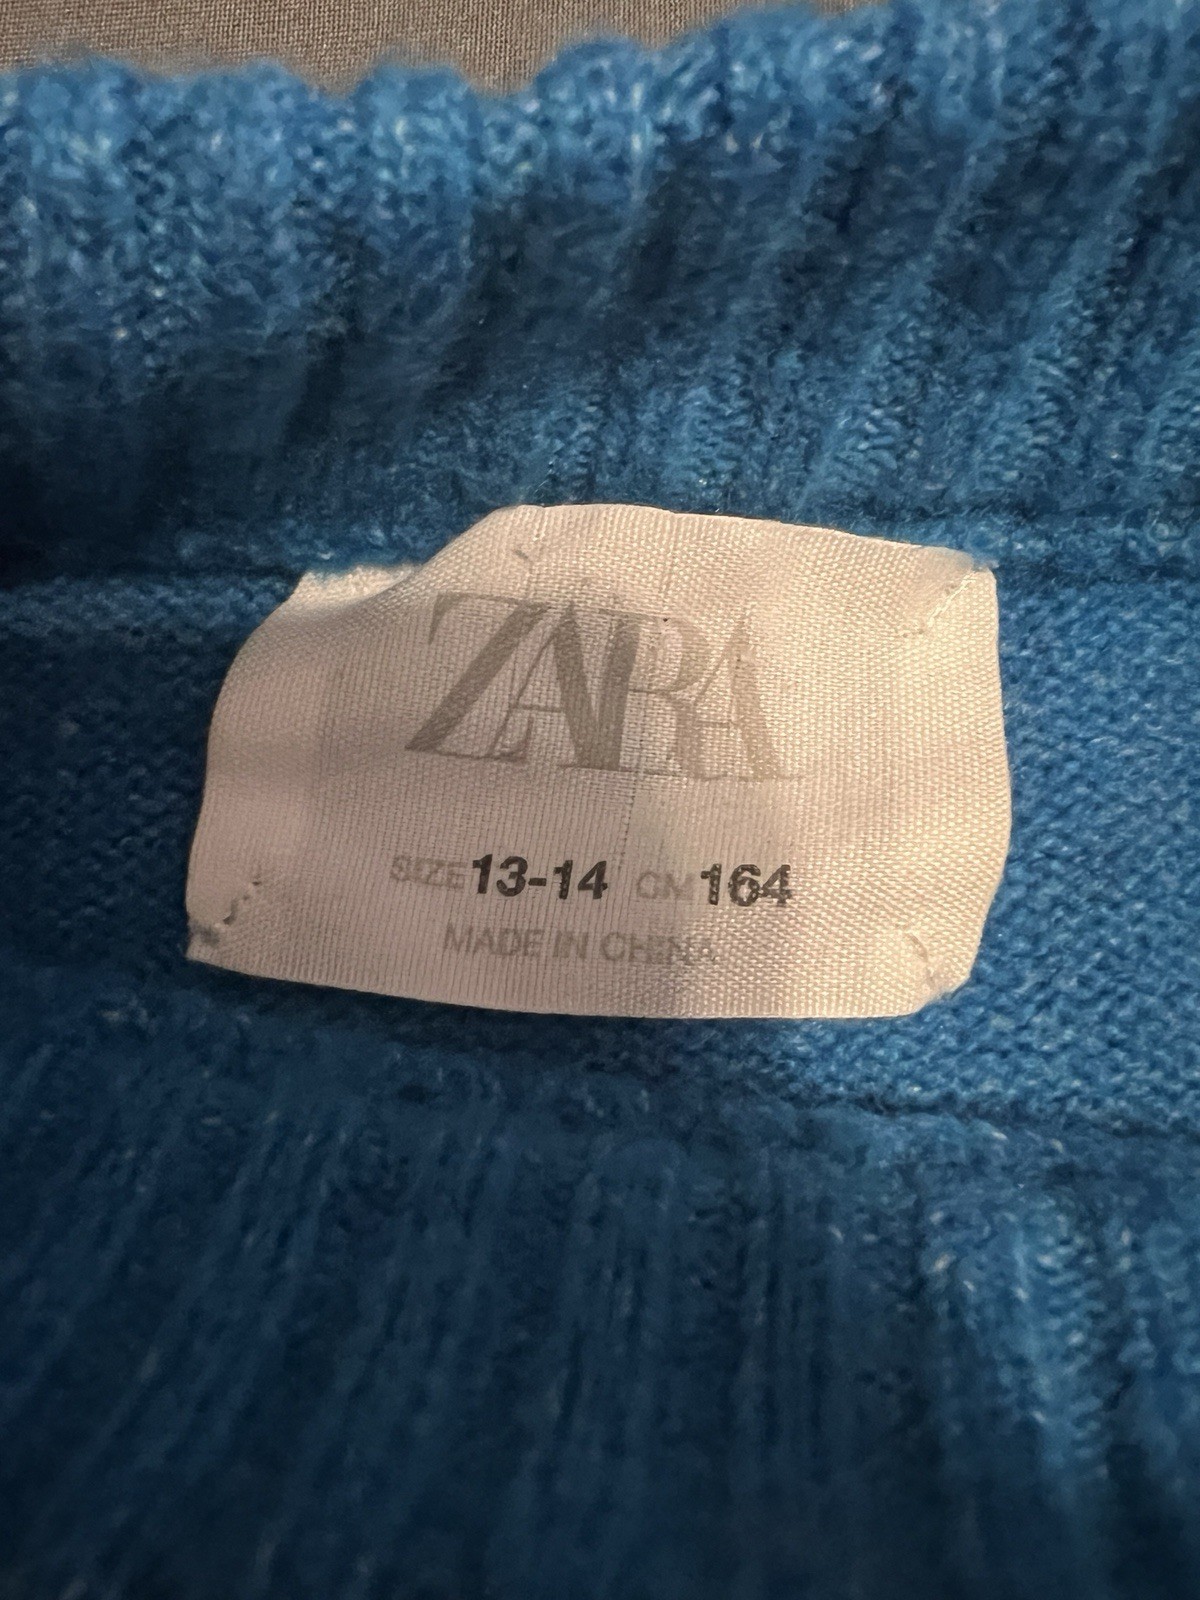 ZARA
SIZE 13-14 CM 164
MADE IN CHINA